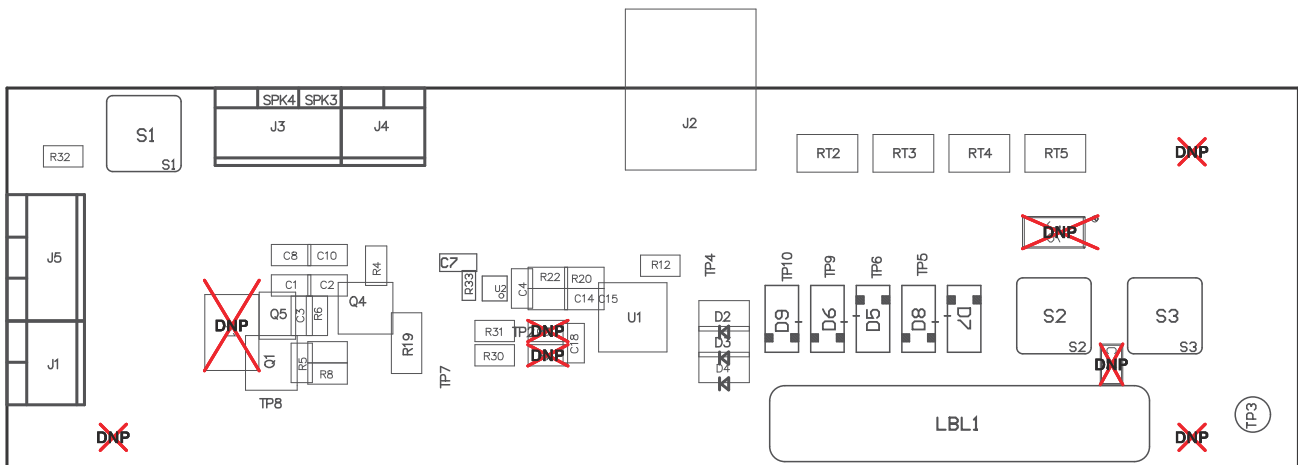 SPK4 SPK3
J3 J4
S1
S1
R32
J2
RT2 RT3 RT4 RT5
DNP
DNP
J5
J1
C8 C10
R4
C1 C2
Q5 C3 R6
Q4
DNP
Q1
R5
R8
R19
TP8
C7
R33
U2
C4
R22 R20
C14 C15
R12
TP4
R31 TP2 DNP
C18
R30 DNP
TP7
U1
D2
D3
D4
TP10 TP9 TP6 TP5
D9 D6 D5 D8 D7
S2
S2
S3
S3
DNP
LBL1
TP3
DNP
DNP